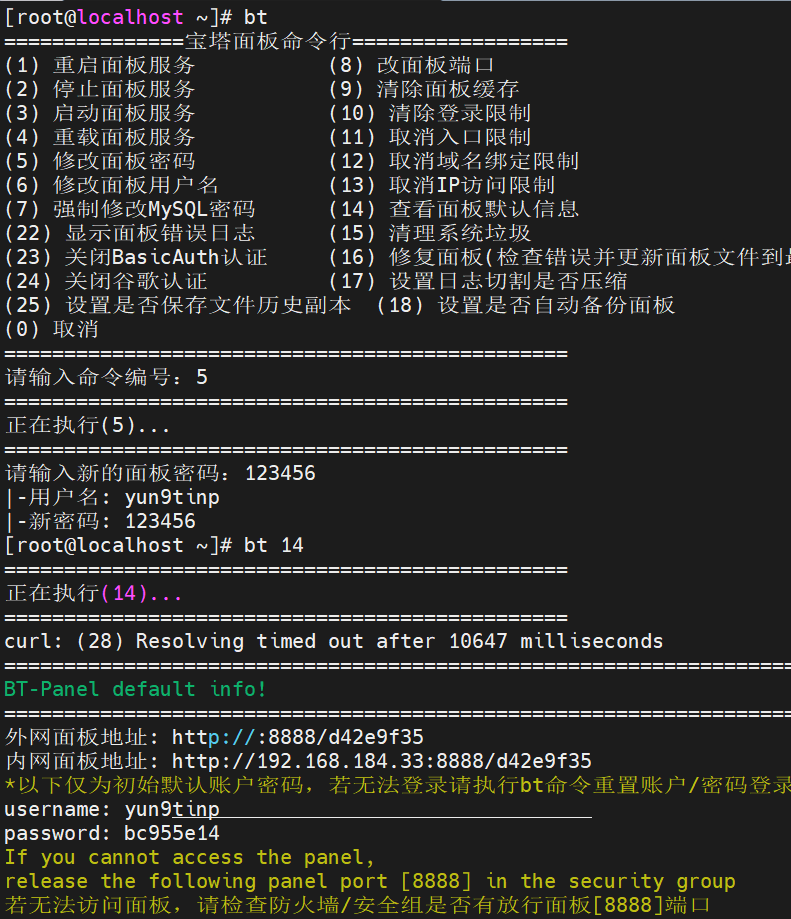 [root@localhost ~]# bt
===============宝塔面板命令行==================
(1) 重启面板服务           (8) 改面板端口
(2) 停止面板服务           (9) 清除面板缓存
(3) 启动面板服务           (10) 清除登录限制
(4) 重载面板服务           (11) 取消入口限制
(5) 修改面板密码           (12) 取消域名绑定限制
(6) 修改面板用户名         (13) 取消IP访问限制
(7) 强制修改MySQL密码      (14) 查看面板默认信息
(22) 显示面板错误日志      (15) 清理系统垃圾
(23) 关闭BasicAuth认证     (16) 修复面板(检查错误并更新面板文件到最
(24) 关闭谷歌认证          (17) 设置日志切割是否压缩
(25) 设置是否保存文件历史副本  (18) 设置是否自动备份面板
(0) 取消
===============================================
请输入命令编号：5
===============================================
正在执行(5)...
===============================================
请输入新的面板密码：123456
|-用户名: yun9tinp
|-新密码: 123456
[root@localhost ~]# bt 14
===============================================
正在执行(14)...
===============================================
curl: (28) Resolving timed out after 10647 milliseconds
==================================================================
BT-Panel default info!
==================================================================
外网面板地址: http://:8888/d42e9f35
内网面板地址: http://192.168.184.33:8888/d42e9f35
*以下仅为初始默认账户密码，若无法登录请执行bt命令重置账户/密码登录
username: yun9tinp
password: bc955e14
If you cannot access the panel,
release the following panel port [8888] in the security group
若无法访问面板，请检查防火墙/安全组是否有放行面板[8888]端口